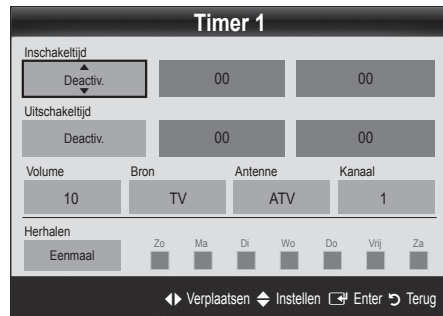 Timer 1
Inschakeltijd
Deactiv. 00 00
Uitschakeltijd
Deactiv. 00 00
Volume Bron Antenne Kanaal
10 TV ATV 1
Herhalen
Eenmaal Zo Ma Di Wo Do Vrij Za
Verplaatsen Instellen Enter Terug